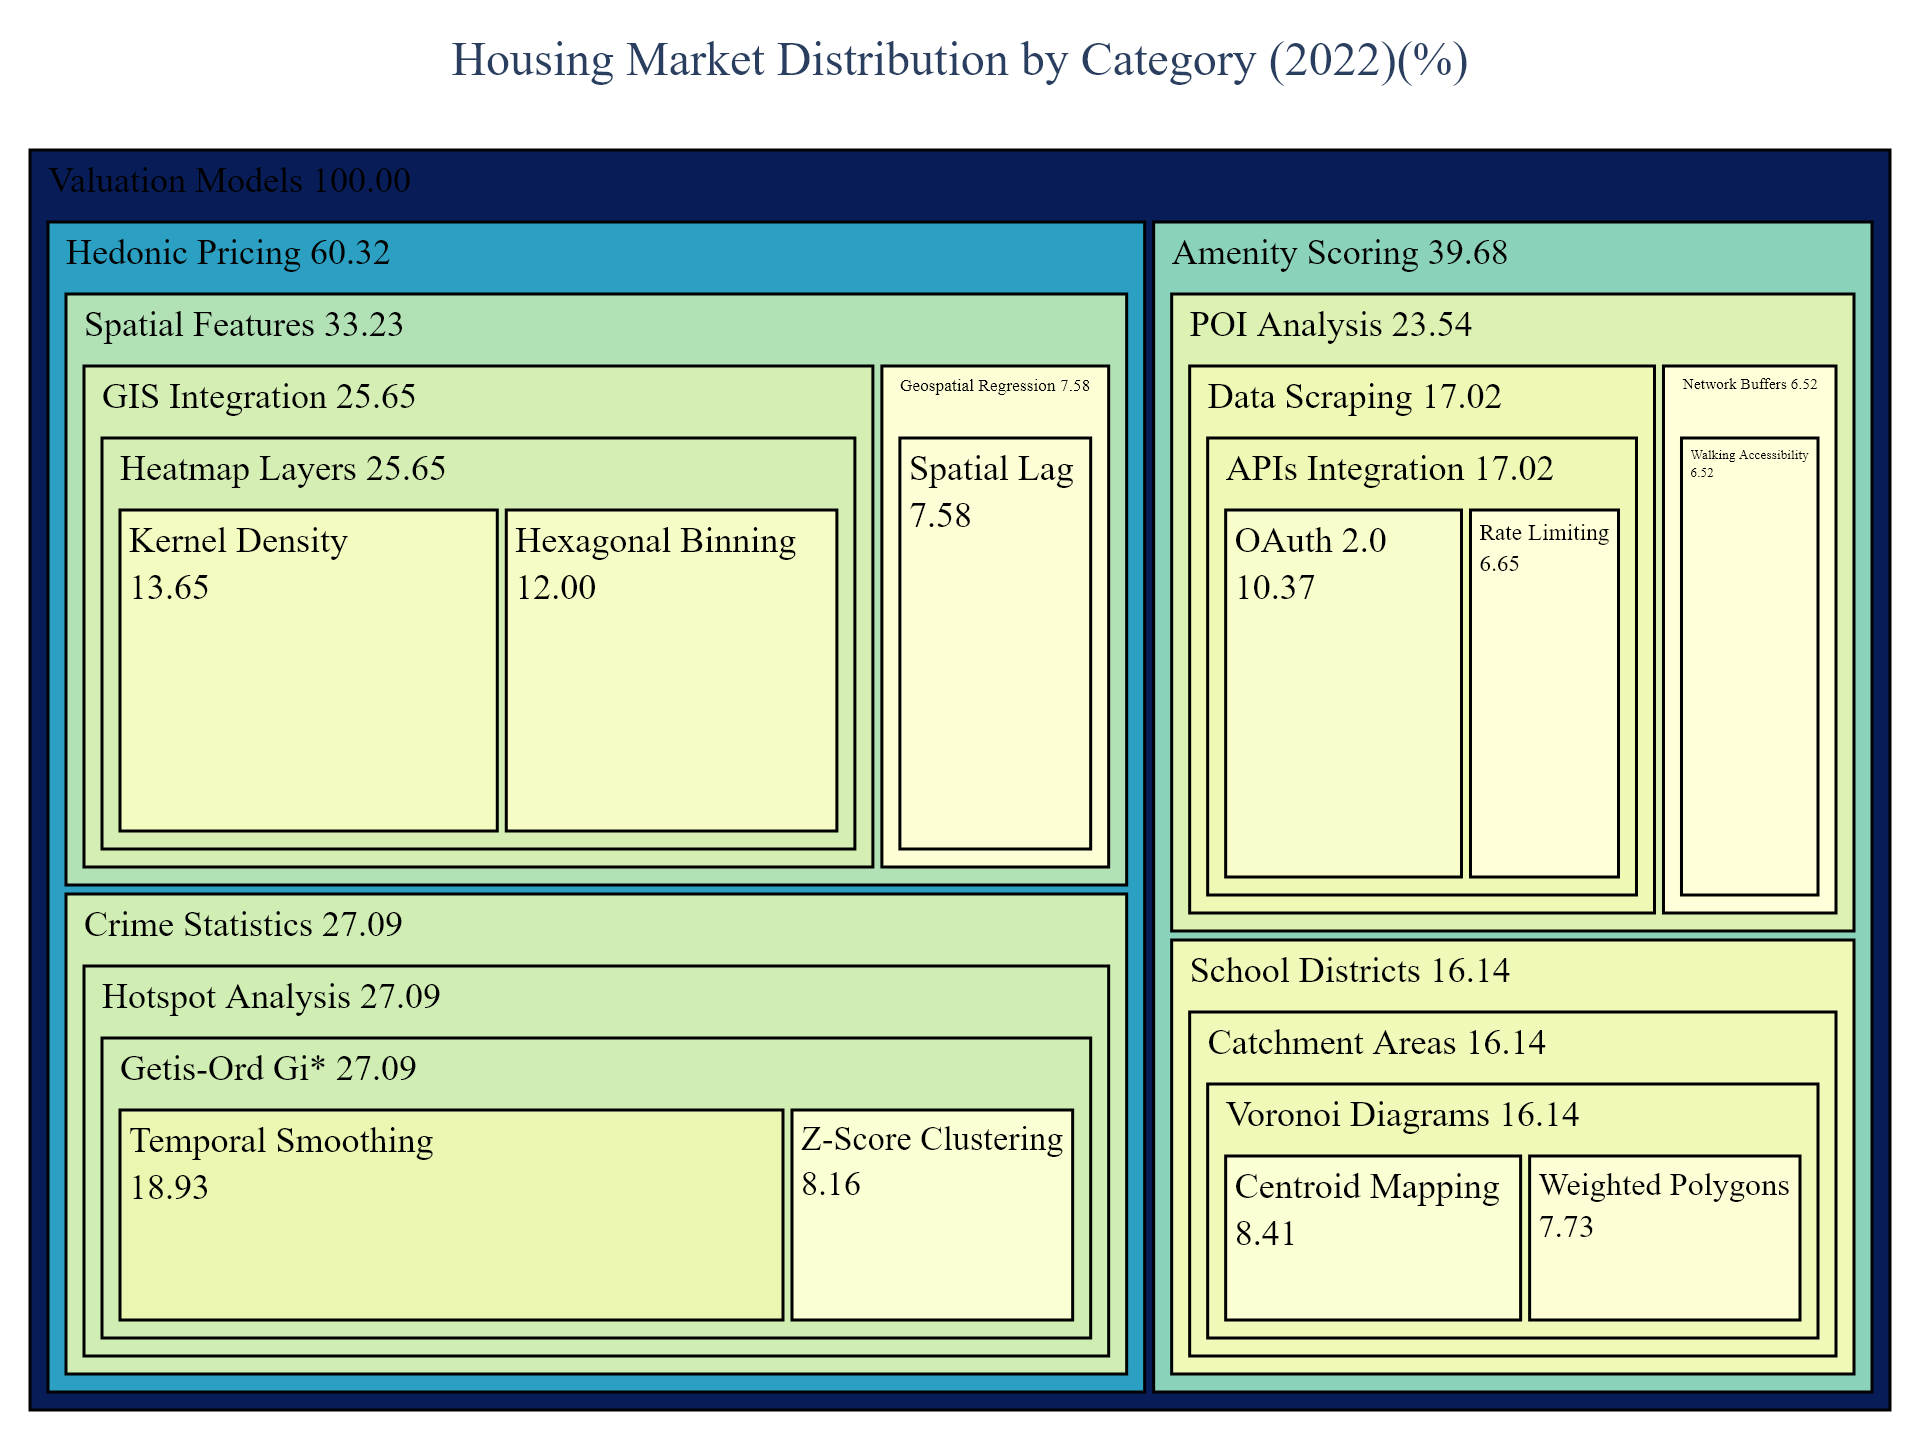 Housing Market Distribution by Category (2022)(%)
Valuation Models 100.00
Hedonic Pricing 60.32
Spatial Features 33.23
GIS Integration 25.65
Heatmap Layers 25.65
Kernel Density
13.65
Hexagonal Binning
12.00
Geospatial Regression 7.58
Spatial Lag
7.58
Crime Statistics 27.09
Hotspot Analysis 27.09
Getis-Ord Gi* 27.09
Temporal Smoothing
18.93
Z-Score Clustering
8.16
Amenity Scoring 39.68
POI Analysis 23.54
Data Scraping 17.02
APIs Integration 17.02
OAuth 2.0
10.37
Rate Limiting
6.65
Network Buffers 6.52
Walking Accessibility
6.52
School Districts 16.14
Catchment Areas 16.14
Voronoi Diagrams 16.14
Centroid Mapping
8.41
Weighted Polygons
7.73